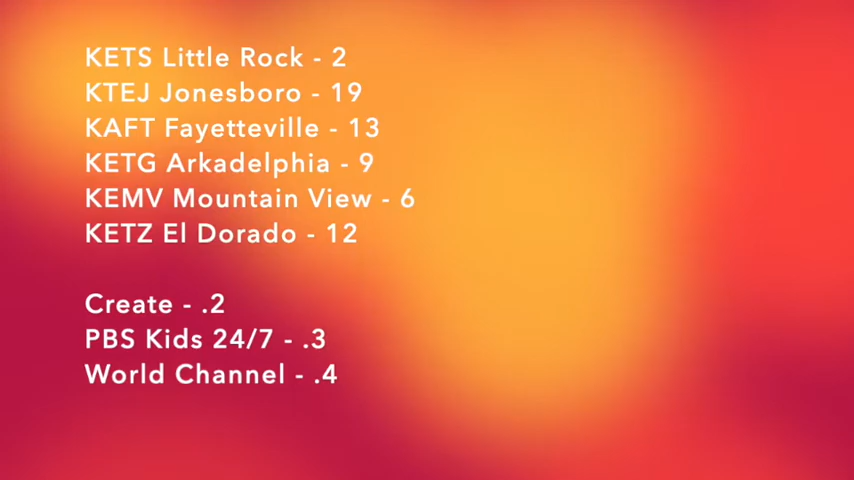 KETS Little Rock - 2
KTEJ Jonesboro - 19
KAFT Fayetteville - 13
KETG Arkadelphia - 9
KEMV Mountain View - 6
KETZ El Dorado - 12
Create - .2
PBS Kids 24/7 - .3
World Channel - .4